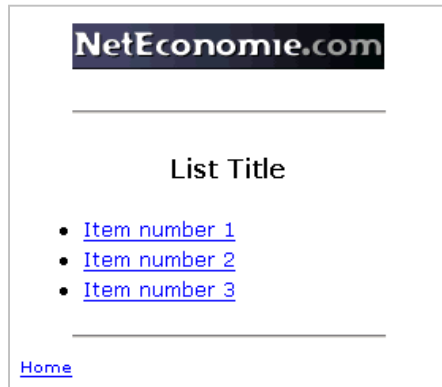 NetEconomie.com
List Title
Item number 1
Item number 2
Item number 3
Home